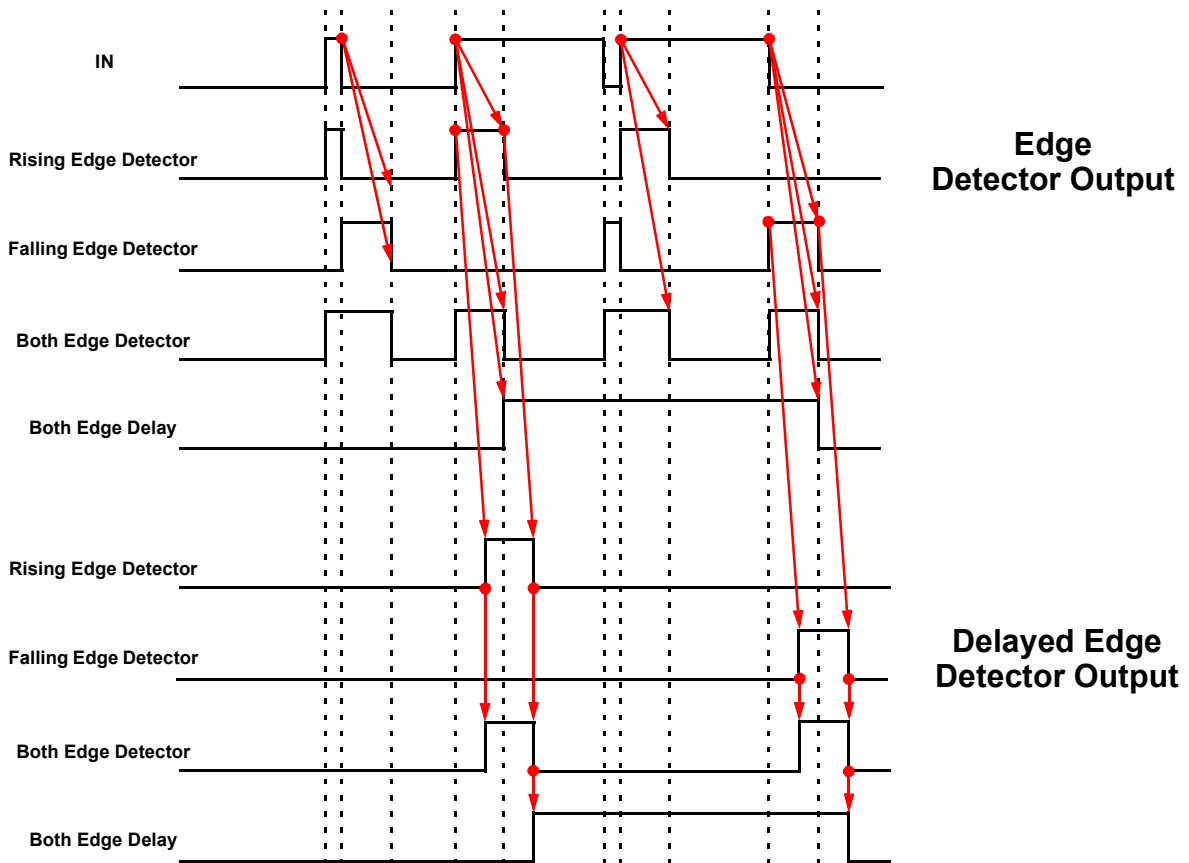 IN
Rising Edge Detector
Edge
Detector Output
Falling Edge Detector
Both Edge Detector
Both Edge Delay
Rising Edge Detector
Falling Edge Detector
Delayed Edge
Detector Output
Both Edge Detector
Both Edge Delay